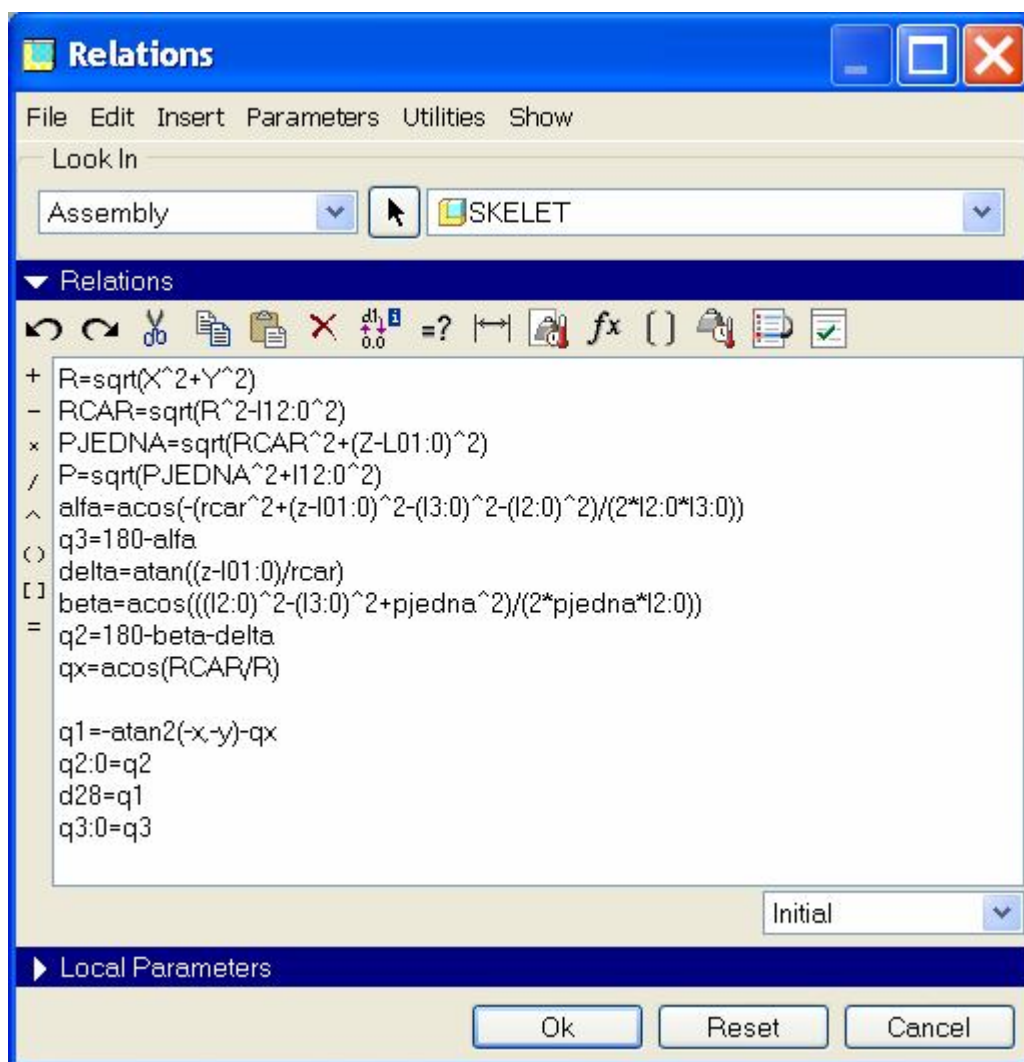 Relations
File Edit Insert Parameters Utilities Show
Look In
Assembly SKELET
Relations
d1 0.0 =? fx [ ]
+ - × / ^ () [] =
R=sqrt(X^2+Y^2)
RCAR=sqrt(R^2-l12:0^2)
PJEDNA=sqrt(RCAR^2+(Z-L01:0)^2)
P=sqrt(PJEDNA^2+l12:0^2)
alfa=acos(-(rcar^2+(z-l01:0)^2-(l3:0)^2-(l2:0)^2)/(2*l2:0*l3:0))
q3=180-alfa
delta=atan((z-l01:0)/rcar)
beta=acos(((l2:0)^2-(l3:0)^2+pjedna^2)/(2*pjedna*l2:0))
q2=180-beta-delta
qx=acos(RCAR/R)
q1=-atan2(-x,-y)-qx
q2:0=q2
d28=q1
q3:0=q3
Initial
Local Parameters
Ok Reset Cancel